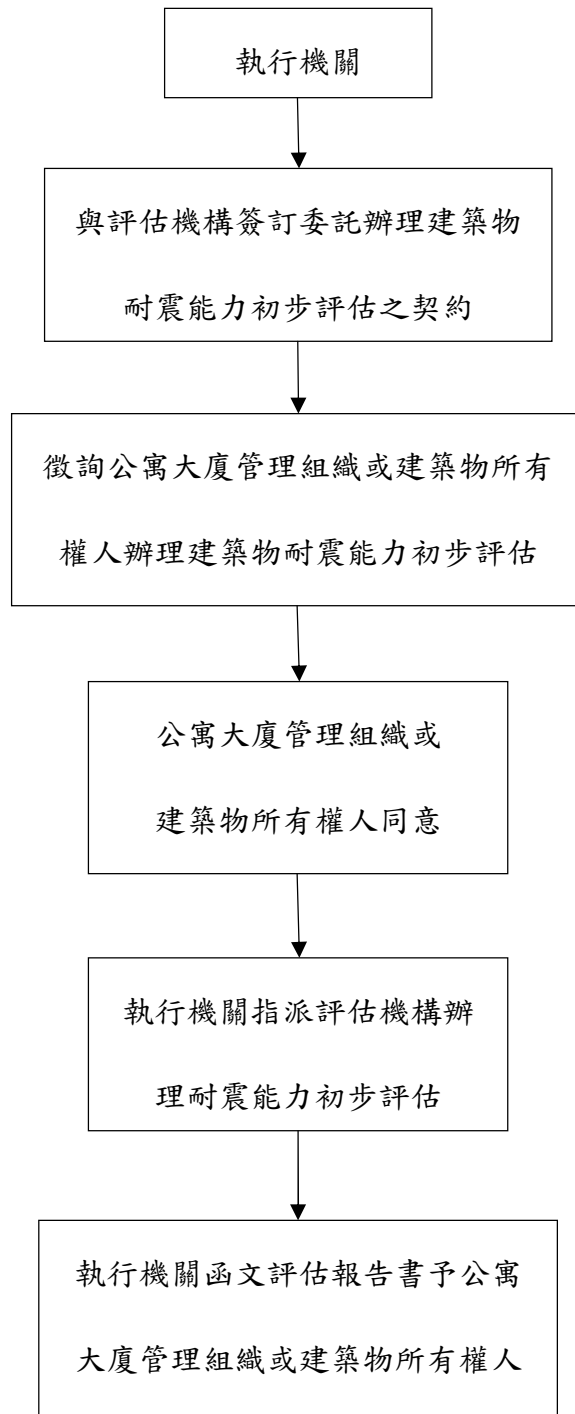 執行機關
與評估機構簽訂委託辦理建築物
耐震能力初步評估之契約
徵詢公寓大廈管理組織或建築物所有
權人辦理建築物耐震能力初步評估
公寓大廈管理組織或
建築物所有權人同意
執行機關指派評估機構辦
理耐震能力初步評估
執行機關函文評估報告書予公寓
大廈管理組織或建築物所有權人